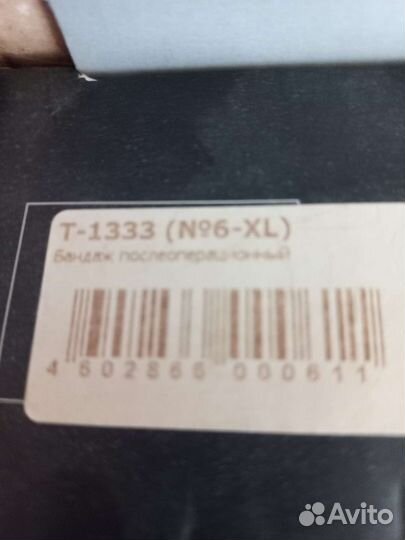 T-1333 (№6-XL)
Бандаж послеоперационный
4 602866 000611
Avito